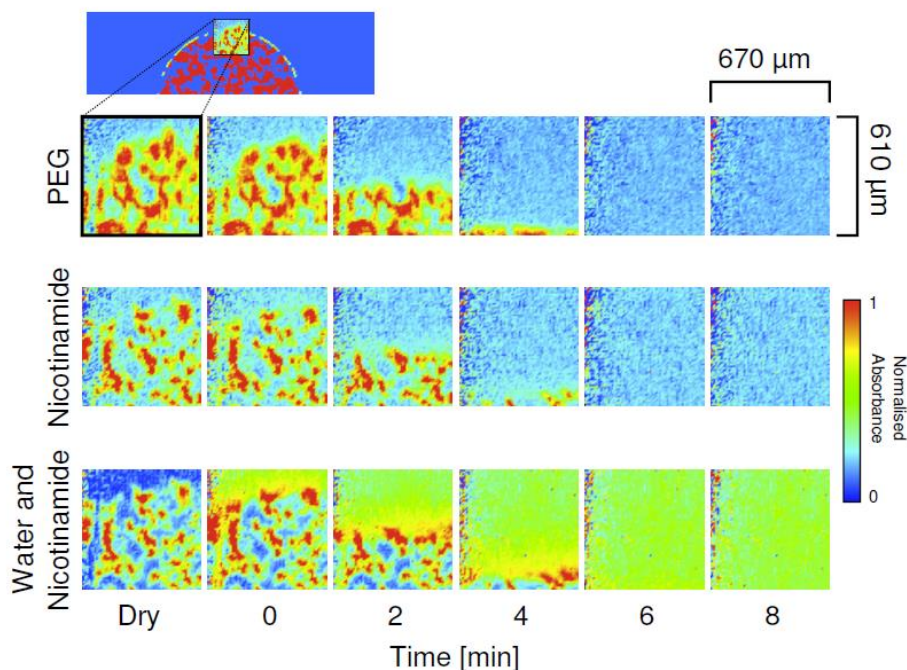 670 µm
610 µm
PEG
Nicotinamide
Water and
Nicotinamide
1
Normalised
Absorbance
0
Dry 0 2 4 6 8
Time [min]